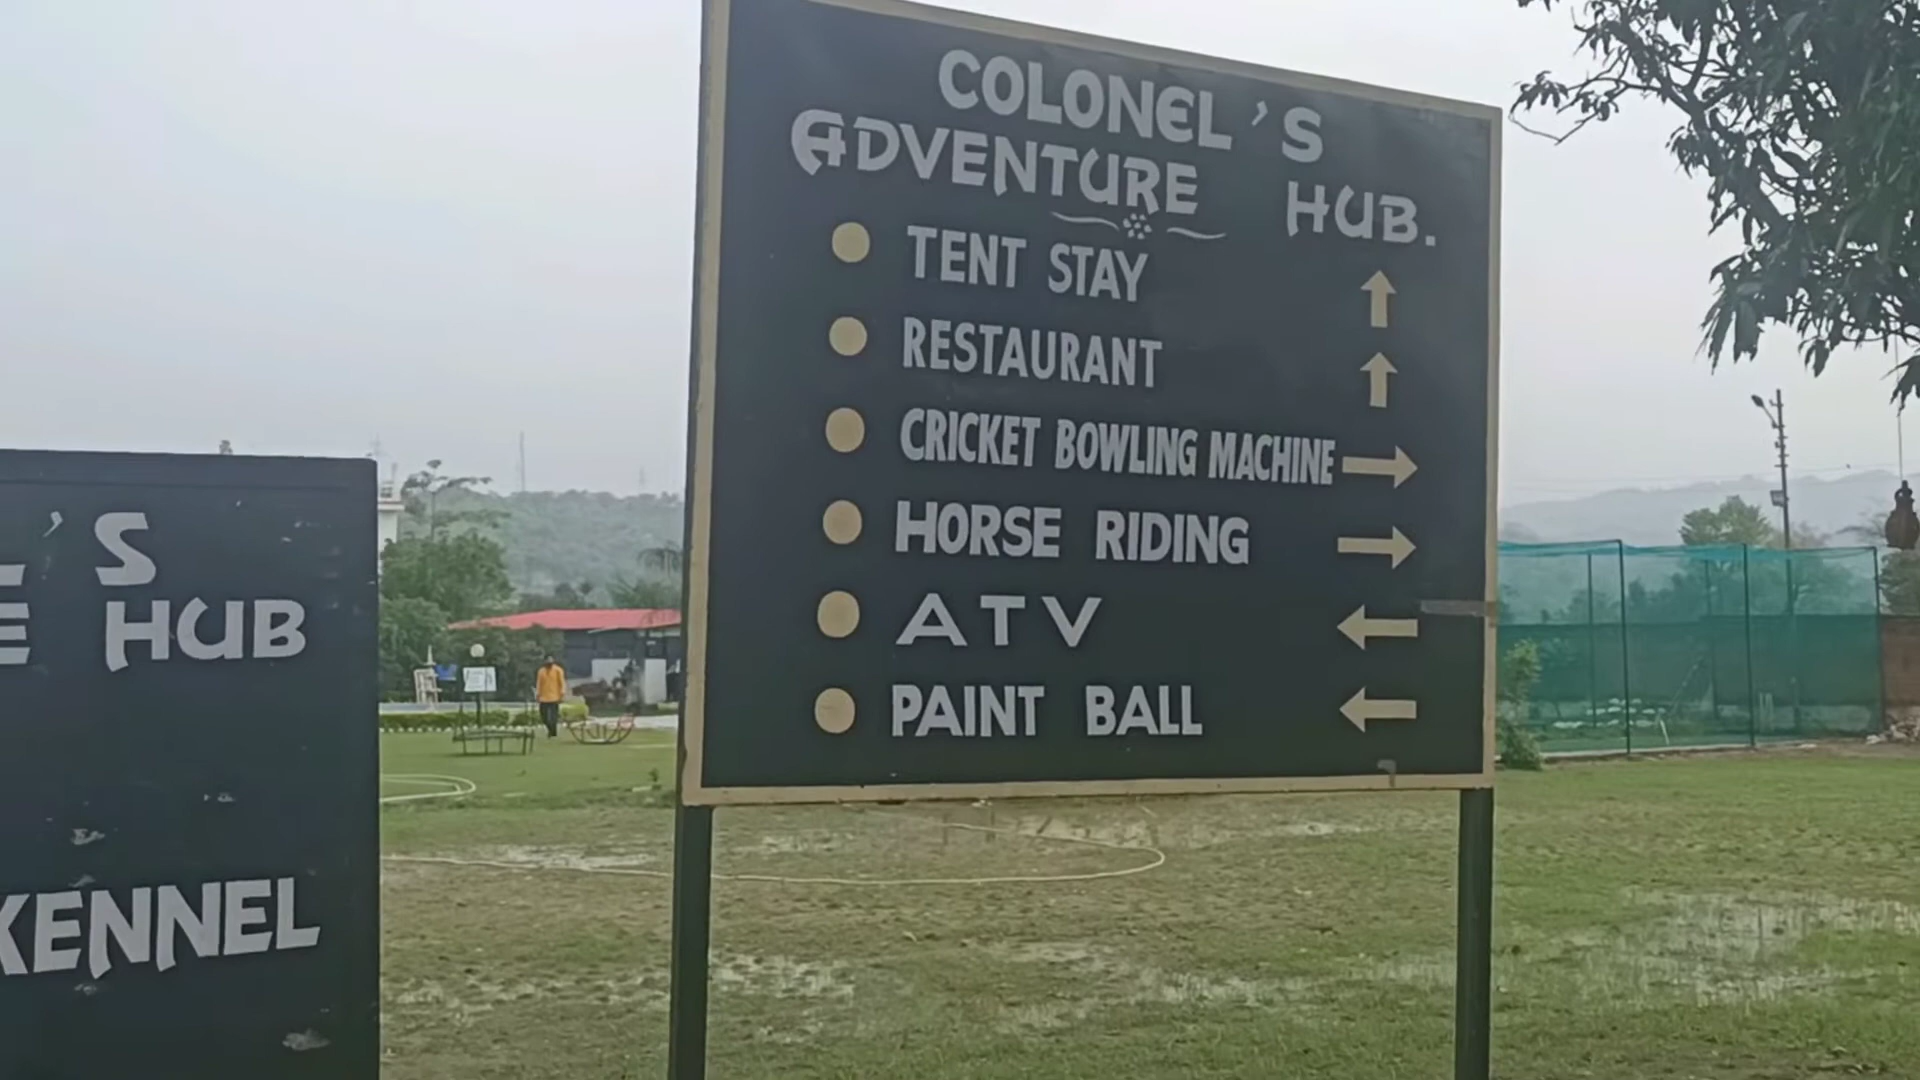 COLONEL'S
ADVENTURE HUB.
TENT STAY
RESTAURANT
CRICKET BOWLING MACHINE
HORSE RIDING
ATV
PAINT BALL
'S
HUB
KENNEL